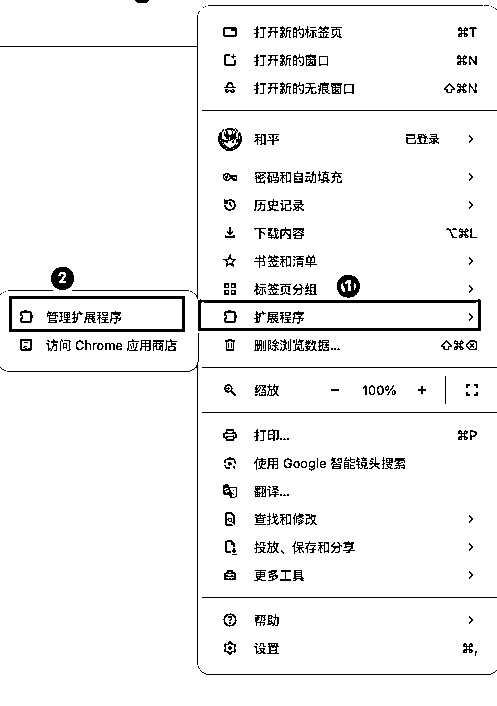 打开新的标签页 ⌘T
打开新的窗口 ⌘N
打开新的无痕窗口 ⇧⌘N
和平 已登录 >
密码和自动填充 >
历史记录 >
下载内容 ⌥⌘L
书签和清单 >
标签页分组 >
1
扩展程序 >
2
管理扩展程序
访问 Chrome 应用商店
删除浏览数据... ⇧⌘⌫
缩放 − 100% +
打印... ⌘P
使用 Google 智能镜头搜索
翻译...
查找和修改 >
投放、保存和分享 >
更多工具 >
帮助 >
设置 ⌘,